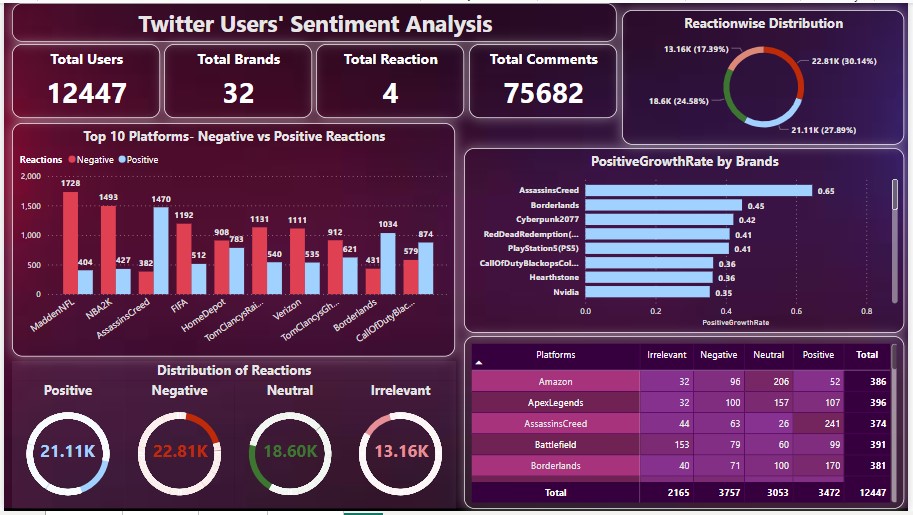 Twitter Users' Sentiment Analysis
Total Users
12447
Total Brands
32
Total Reaction
4
Total Comments
75682
Reactionwise Distribution
13.16K (17.39%)
22.81K (30.14%)
18.6K (24.58%)
21.11K (27.89%)
Top 10 Platforms- Negative vs Positive Reactions
Reactions Negative Positive
2,000
1,500
1,000
500
0
1728
404
1493
427
382
1470
1192
512
908
783
1131
540
1111
535
912
621
431
1034
579
874
MaddenNFL
NBA2K
AssassinsCreed
FIFA
HomeDepot
TomClancysRai...
Verizon
TomClancysGh...
Borderlands
CallOfDutyBlac...
PositiveGrowthRate by Brands
AssassinsCreed 0.65
Borderlands 0.45
Cyberpunk2077 0.42
RedDeadRedemption(... 0.41
PlayStation5(PS5) 0.41
CallOfDutyBlackopsCol... 0.36
Hearthstone 0.36
Nvidia 0.35
0.0 0.2 0.4 0.6 0.8
PositiveGrowthRate
Distribution of Reactions
Positive
21.11K
Negative
22.81K
Neutral
18.60K
Irrelevant
13.16K
Platforms Irrelevant Negative Neutral Positive Total
Amazon 32 96 206 52 386
ApexLegends 32 100 157 107 396
AssassinsCreed 44 63 26 241 374
Battlefield 153 79 60 99 391
Borderlands 40 71 100 170 381
Total 2165 3757 3053 3472 12447